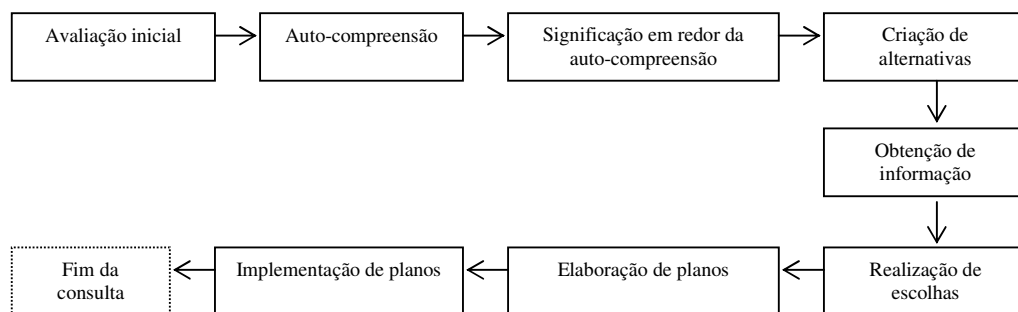 Avaliação inicial
Auto-compreensão
Significação em redor da
auto-compreensão
Criação de
alternativas
Obtenção de
informação
Realização de
escolhas
Elaboração de planos
Implementação de planos
Fim da
consulta